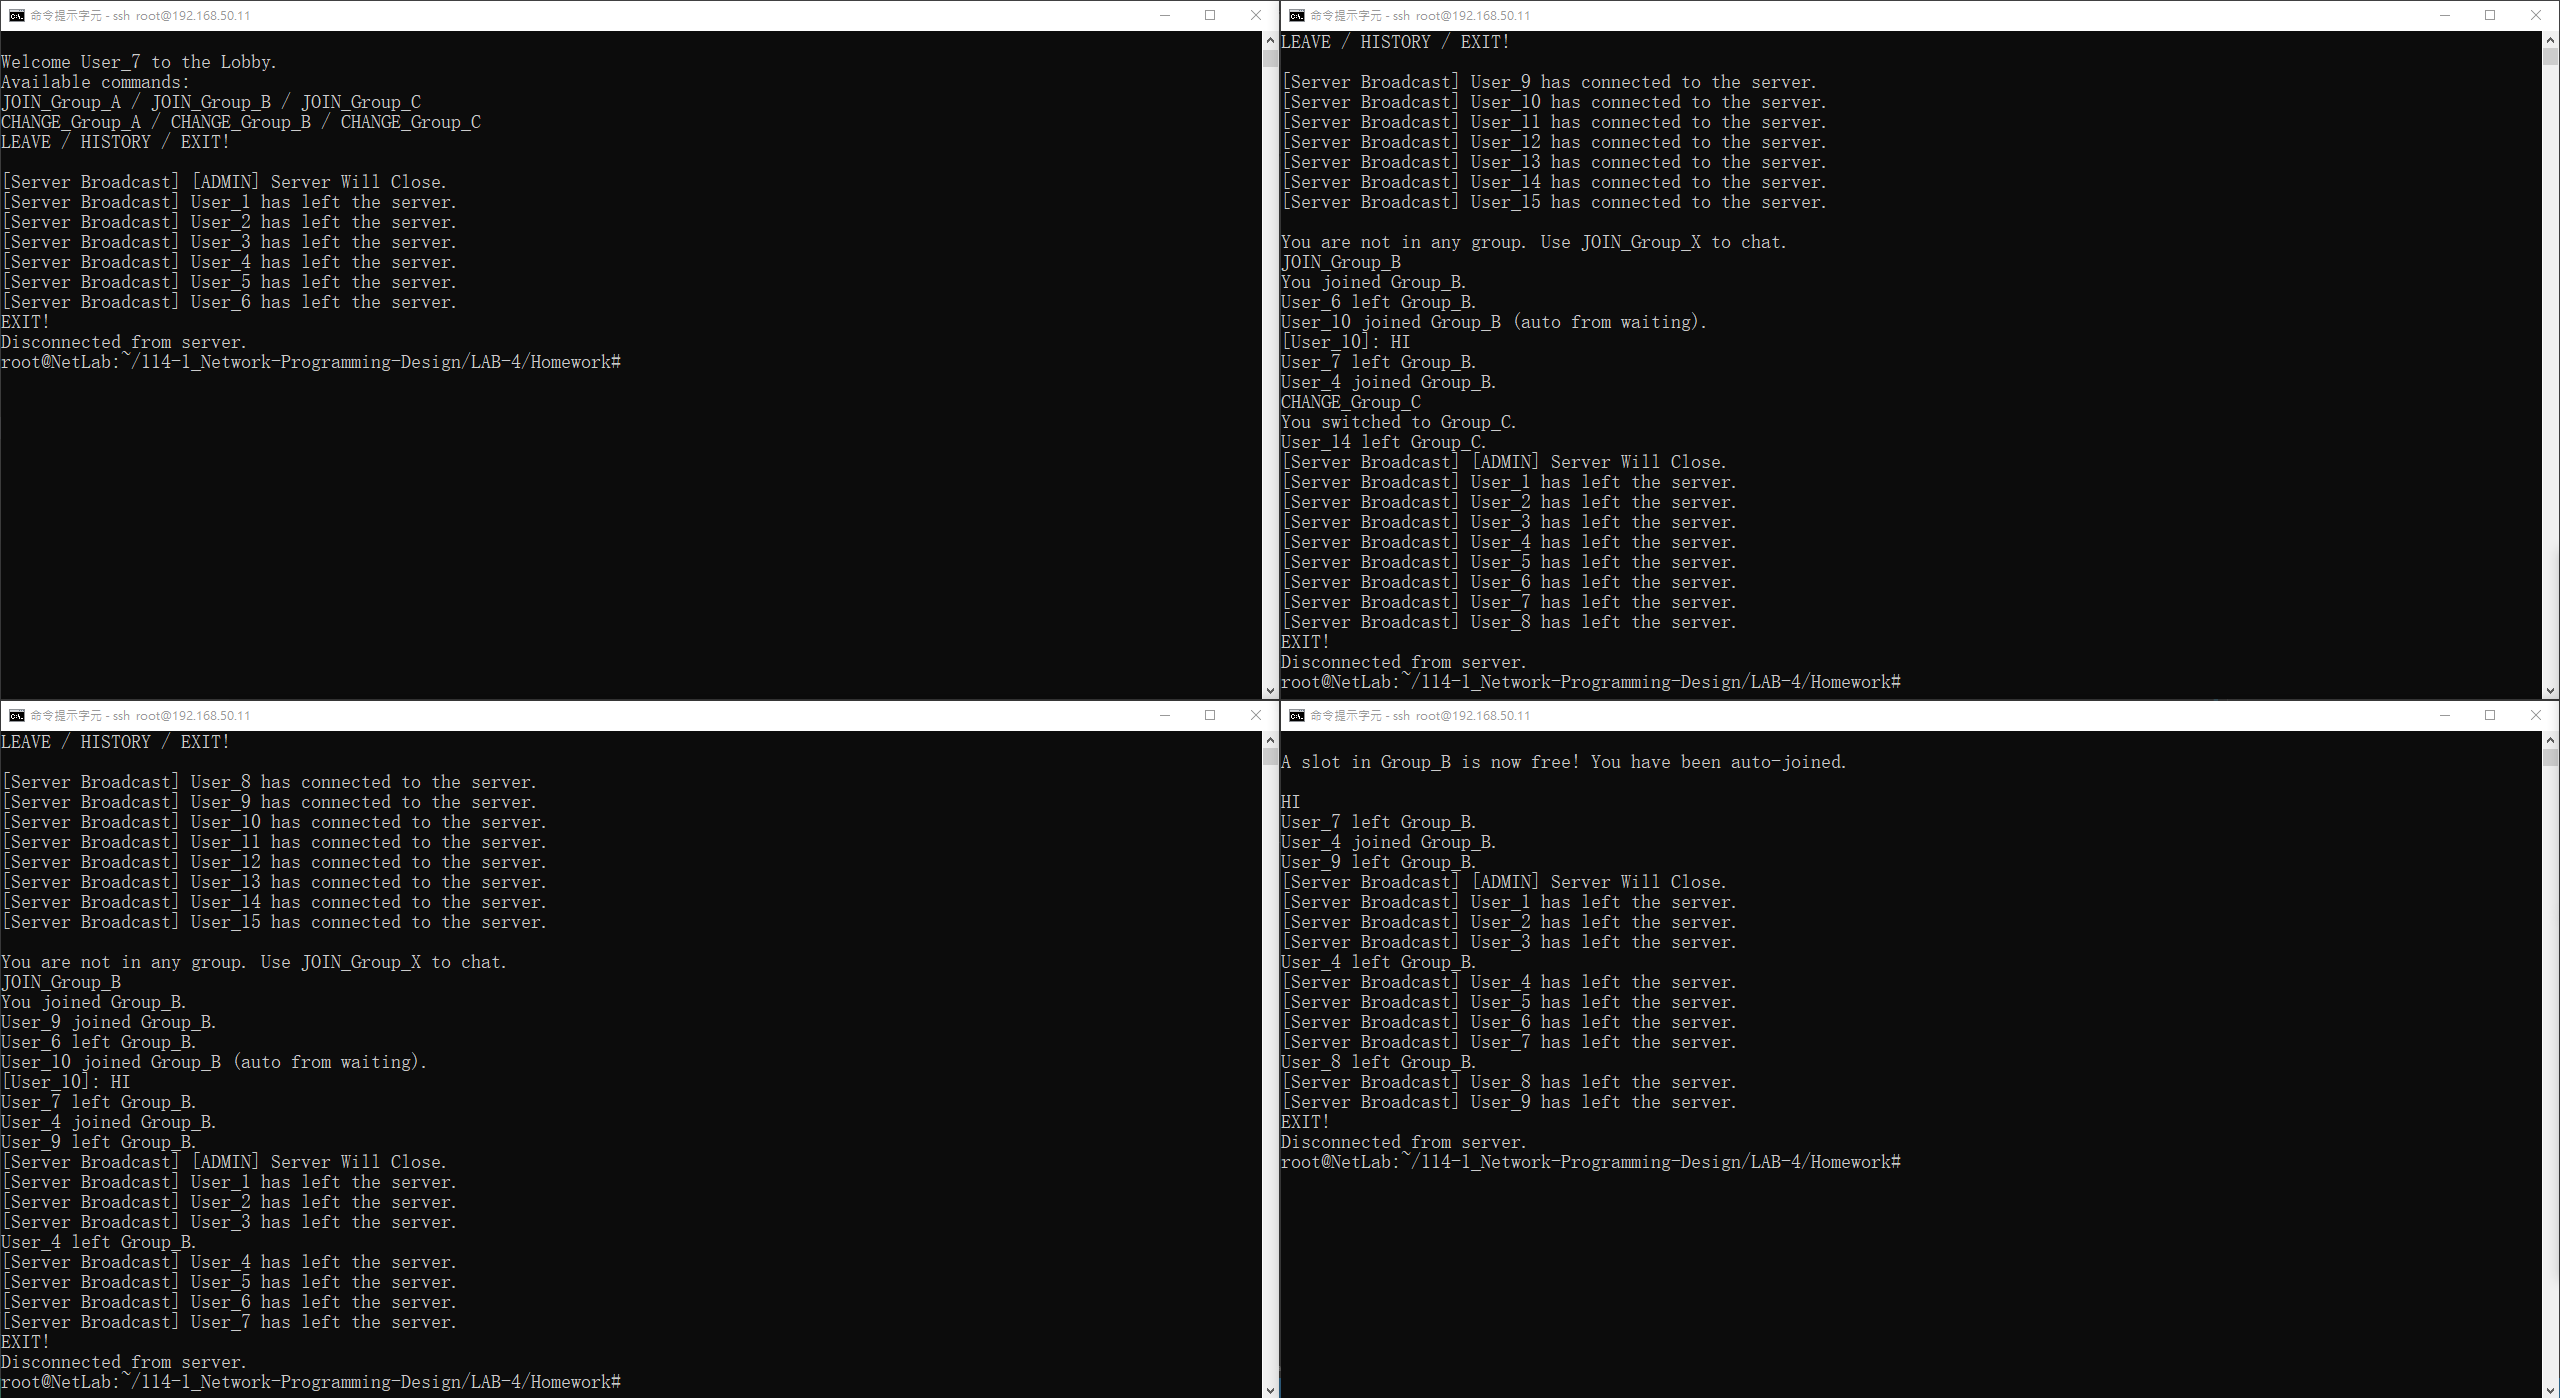 命令提示字元 - ssh root@192.168.50.11
Welcome User_7 to the Lobby.
Available commands:
JOIN_Group_A / JOIN_Group_B / JOIN_Group_C
CHANGE_Group_A / CHANGE_Group_B / CHANGE_Group_C
LEAVE / HISTORY / EXIT!
[Server Broadcast] [ADMIN] Server Will Close.
[Server Broadcast] User_1 has left the server.
[Server Broadcast] User_2 has left the server.
[Server Broadcast] User_3 has left the server.
[Server Broadcast] User_4 has left the server.
[Server Broadcast] User_5 has left the server.
[Server Broadcast] User_6 has left the server.
EXIT!
Disconnected from server.
root@NetLab:~/114-1_Network-Programming-Design/LAB-4/Homework#
命令提示字元 - ssh root@192.168.50.11
LEAVE / HISTORY / EXIT!
[Server Broadcast] User_9 has connected to the server.
[Server Broadcast] User_10 has connected to the server.
[Server Broadcast] User_11 has connected to the server.
[Server Broadcast] User_12 has connected to the server.
[Server Broadcast] User_13 has connected to the server.
[Server Broadcast] User_14 has connected to the server.
[Server Broadcast] User_15 has connected to the server.
You are not in any group. Use JOIN_Group_X to chat.
JOIN_Group_B
You joined Group_B.
User_6 left Group_B.
User_10 joined Group_B (auto from waiting).
[User_10]: HI
User_7 left Group_B.
User_4 joined Group_B.
CHANGE_Group_C
You switched to Group_C.
User_14 left Group_C.
[Server Broadcast] [ADMIN] Server Will Close.
[Server Broadcast] User_1 has left the server.
[Server Broadcast] User_2 has left the server.
[Server Broadcast] User_3 has left the server.
[Server Broadcast] User_4 has left the server.
[Server Broadcast] User_5 has left the server.
[Server Broadcast] User_6 has left the server.
[Server Broadcast] User_7 has left the server.
[Server Broadcast] User_8 has left the server.
EXIT!
Disconnected from server.
root@NetLab:~/114-1_Network-Programming-Design/LAB-4/Homework#
命令提示字元 - ssh root@192.168.50.11
LEAVE / HISTORY / EXIT!
[Server Broadcast] User_8 has connected to the server.
[Server Broadcast] User_9 has connected to the server.
[Server Broadcast] User_10 has connected to the server.
[Server Broadcast] User_11 has connected to the server.
[Server Broadcast] User_12 has connected to the server.
[Server Broadcast] User_13 has connected to the server.
[Server Broadcast] User_14 has connected to the server.
[Server Broadcast] User_15 has connected to the server.
You are not in any group. Use JOIN_Group_X to chat.
JOIN_Group_B
You joined Group_B.
User_9 joined Group_B.
User_6 left Group_B.
User_10 joined Group_B (auto from waiting).
[User_10]: HI
User_7 left Group_B.
User_4 joined Group_B.
User_9 left Group_B.
[Server Broadcast] [ADMIN] Server Will Close.
[Server Broadcast] User_1 has left the server.
[Server Broadcast] User_2 has left the server.
[Server Broadcast] User_3 has left the server.
User_4 left Group_B.
[Server Broadcast] User_4 has left the server.
[Server Broadcast] User_5 has left the server.
[Server Broadcast] User_6 has left the server.
[Server Broadcast] User_7 has left the server.
EXIT!
Disconnected from server.
root@NetLab:~/114-1_Network-Programming-Design/LAB-4/Homework#
命令提示字元 - ssh root@192.168.50.11
A slot in Group_B is now free! You have been auto-joined.
HI
User_7 left Group_B.
User_4 joined Group_B.
User_9 left Group_B.
[Server Broadcast] [ADMIN] Server Will Close.
[Server Broadcast] User_1 has left the server.
[Server Broadcast] User_2 has left the server.
[Server Broadcast] User_3 has left the server.
User_4 left Group_B.
[Server Broadcast] User_4 has left the server.
[Server Broadcast] User_5 has left the server.
[Server Broadcast] User_6 has left the server.
[Server Broadcast] User_7 has left the server.
User_8 left Group_B.
[Server Broadcast] User_8 has left the server.
[Server Broadcast] User_9 has left the server.
EXIT!
Disconnected from server.
root@NetLab:~/114-1_Network-Programming-Design/LAB-4/Homework#